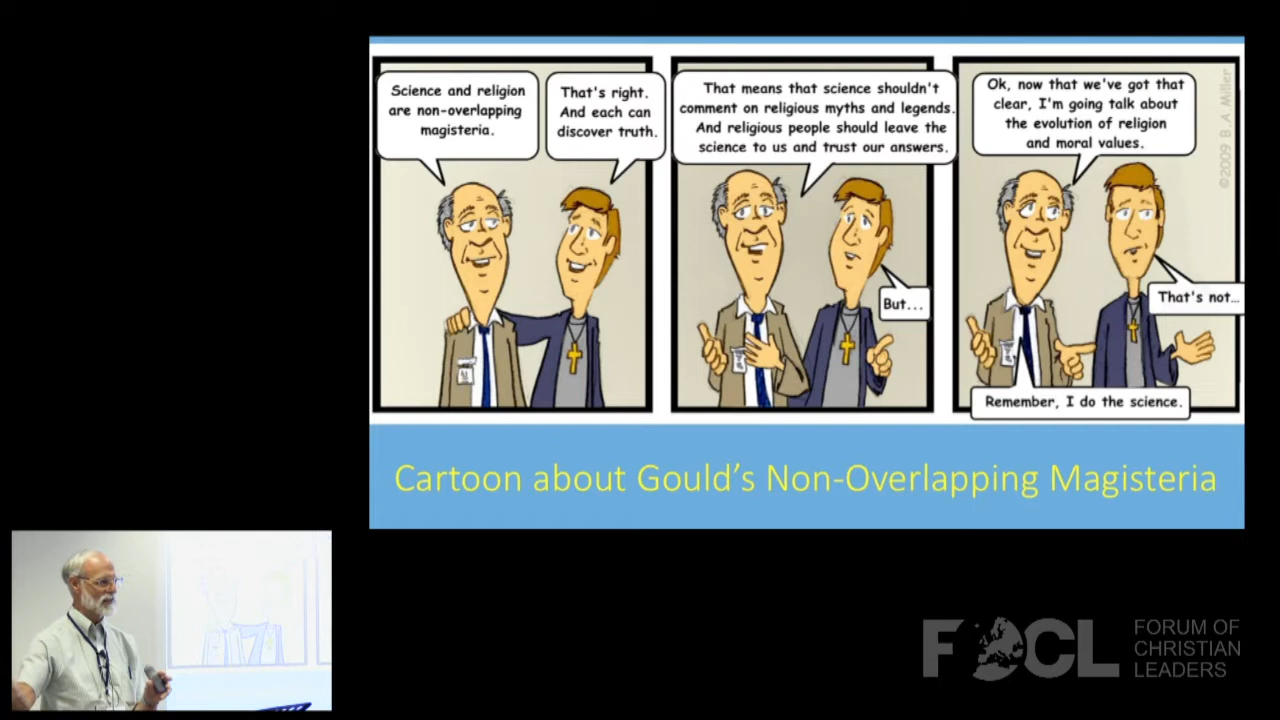 Science and religion
are non-overlapping
magisteria.
That's right.
And each can
discover truth.
That means that science shouldn't
comment on religious myths and legends.
And religious people should leave the
science to us and trust our answers.
But...
Ok, now that we've got that
clear, I'm going talk about
the evolution of religion
and moral values.
That's not...
Remember, I do the science.
©2009 B.A. Miller
Cartoon about Gould's Non-Overlapping Magisteria
FOCL
FORUM OF
CHRISTIAN
LEADERS